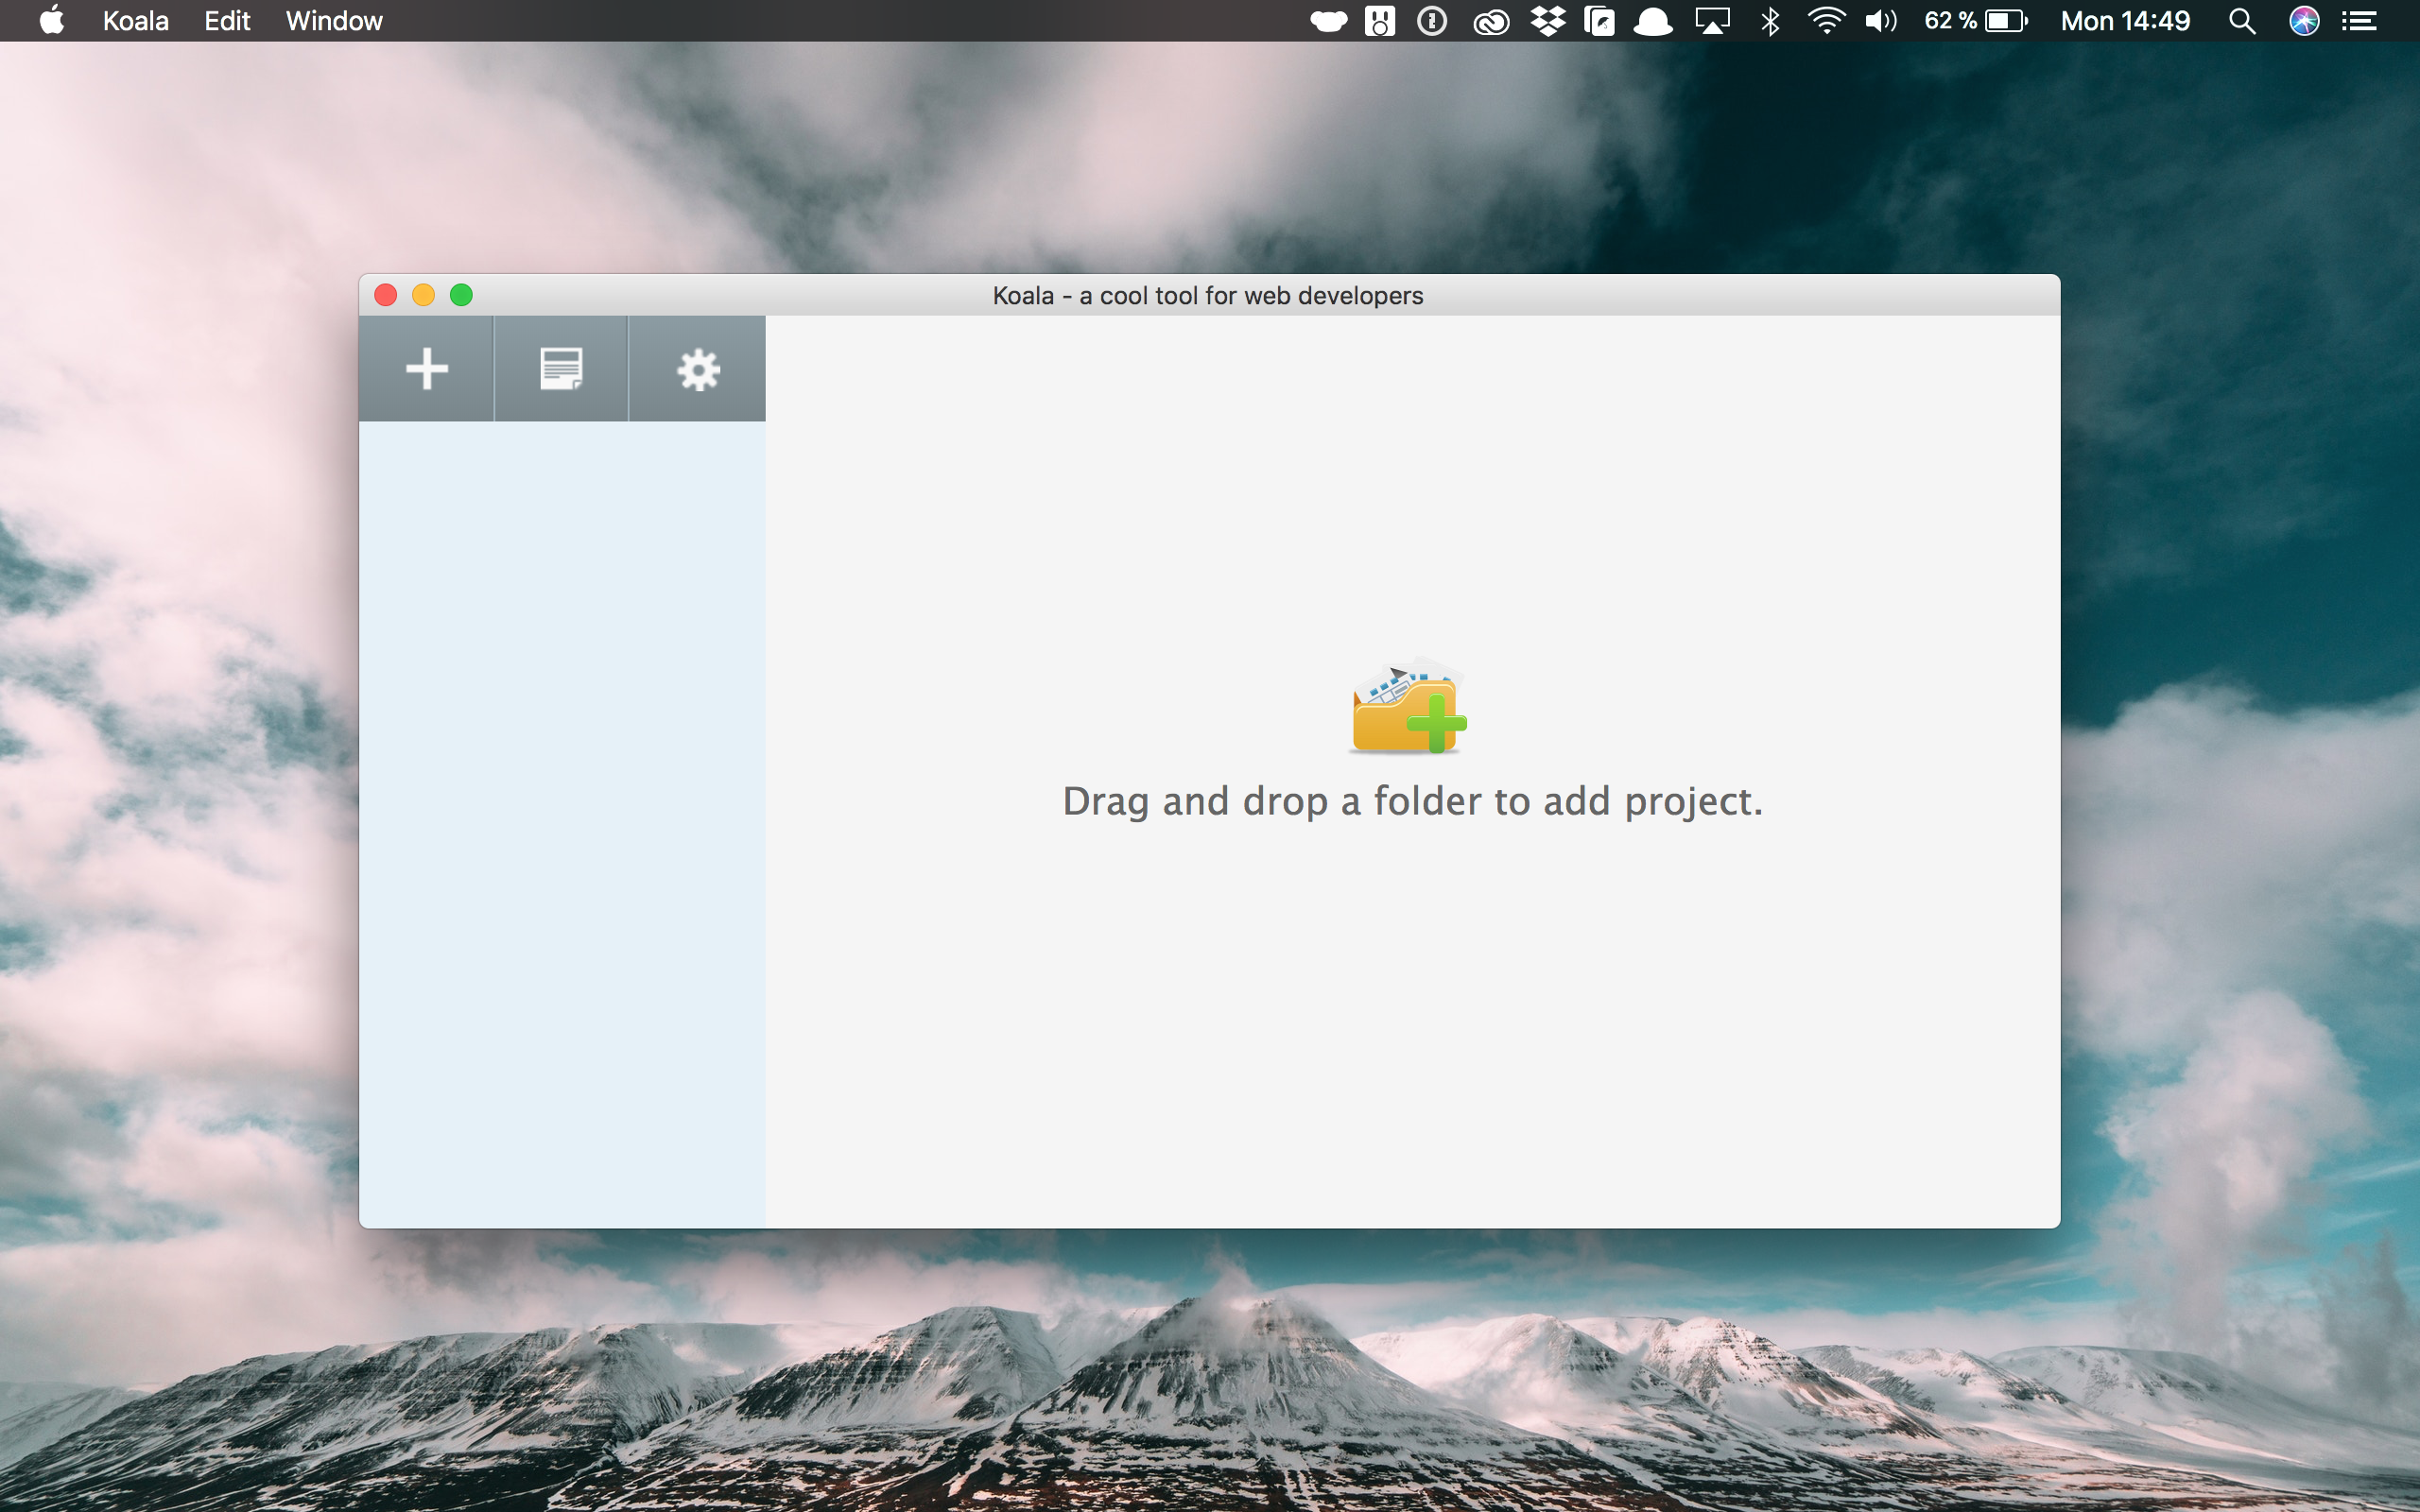 Koala Edit Window 62 % Mon 14:49
Koala - a cool tool for web developers
Drag and drop a folder to add project.